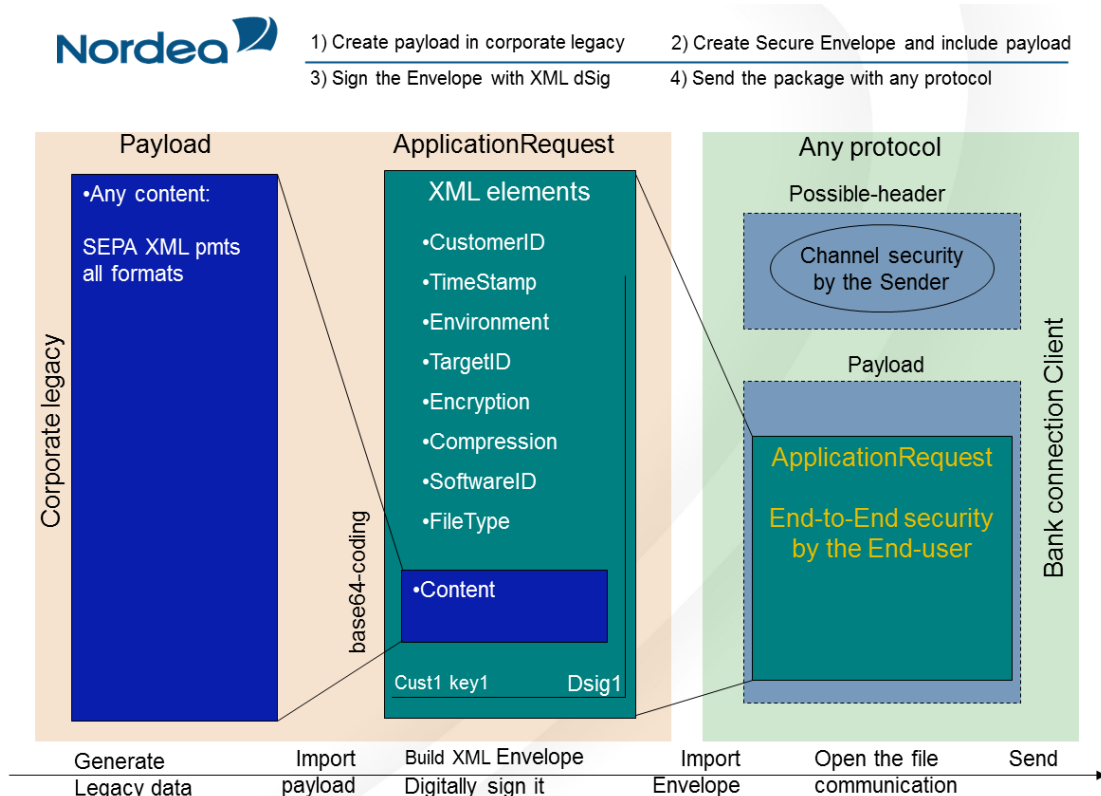 Nordea
1) Create payload in corporate legacy
2) Create Secure Envelope and include payload
3) Sign the Envelope with XML dSig
4) Send the package with any protocol
Payload
ApplicationRequest
Any protocol
Corporate legacy
•Any content:
SEPA XML pmts
all formats
base64-coding
XML elements
•CustomerID
•TimeStamp
•Environment
•TargetID
•Encryption
•Compression
•SoftwareID
•FileType
•Content
Cust1 key1
Dsig1
Possible-header
Channel security
by the Sender
Payload
ApplicationRequest
End-to-End security
by the End-user
Bank connection Client
Generate
Legacy data
Import
payload
Build XML Envelope
Digitally sign it
Import
Envelope
Open the file
communication
Send